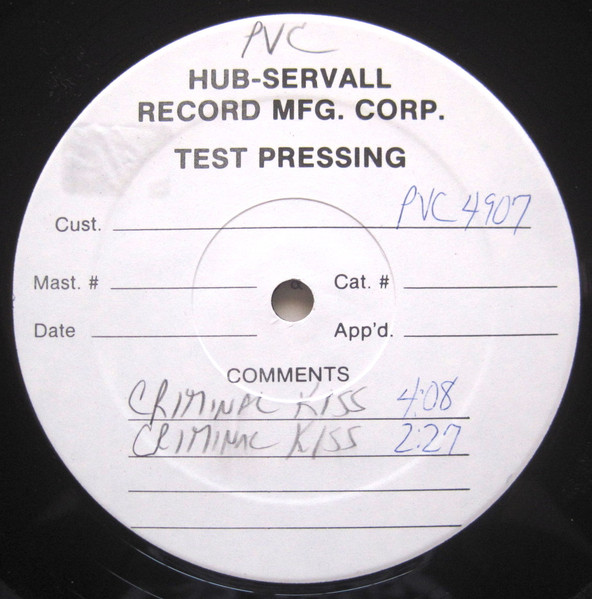 PVC
HUB-SERVALL
RECORD MFG. CORP.
TEST PRESSING
Cust. PVC 4907
Mast. # Cat. #
Date App'd.
COMMENTS
CRIMINAL KISS 4:08
CRIMINAL KISS 2:27